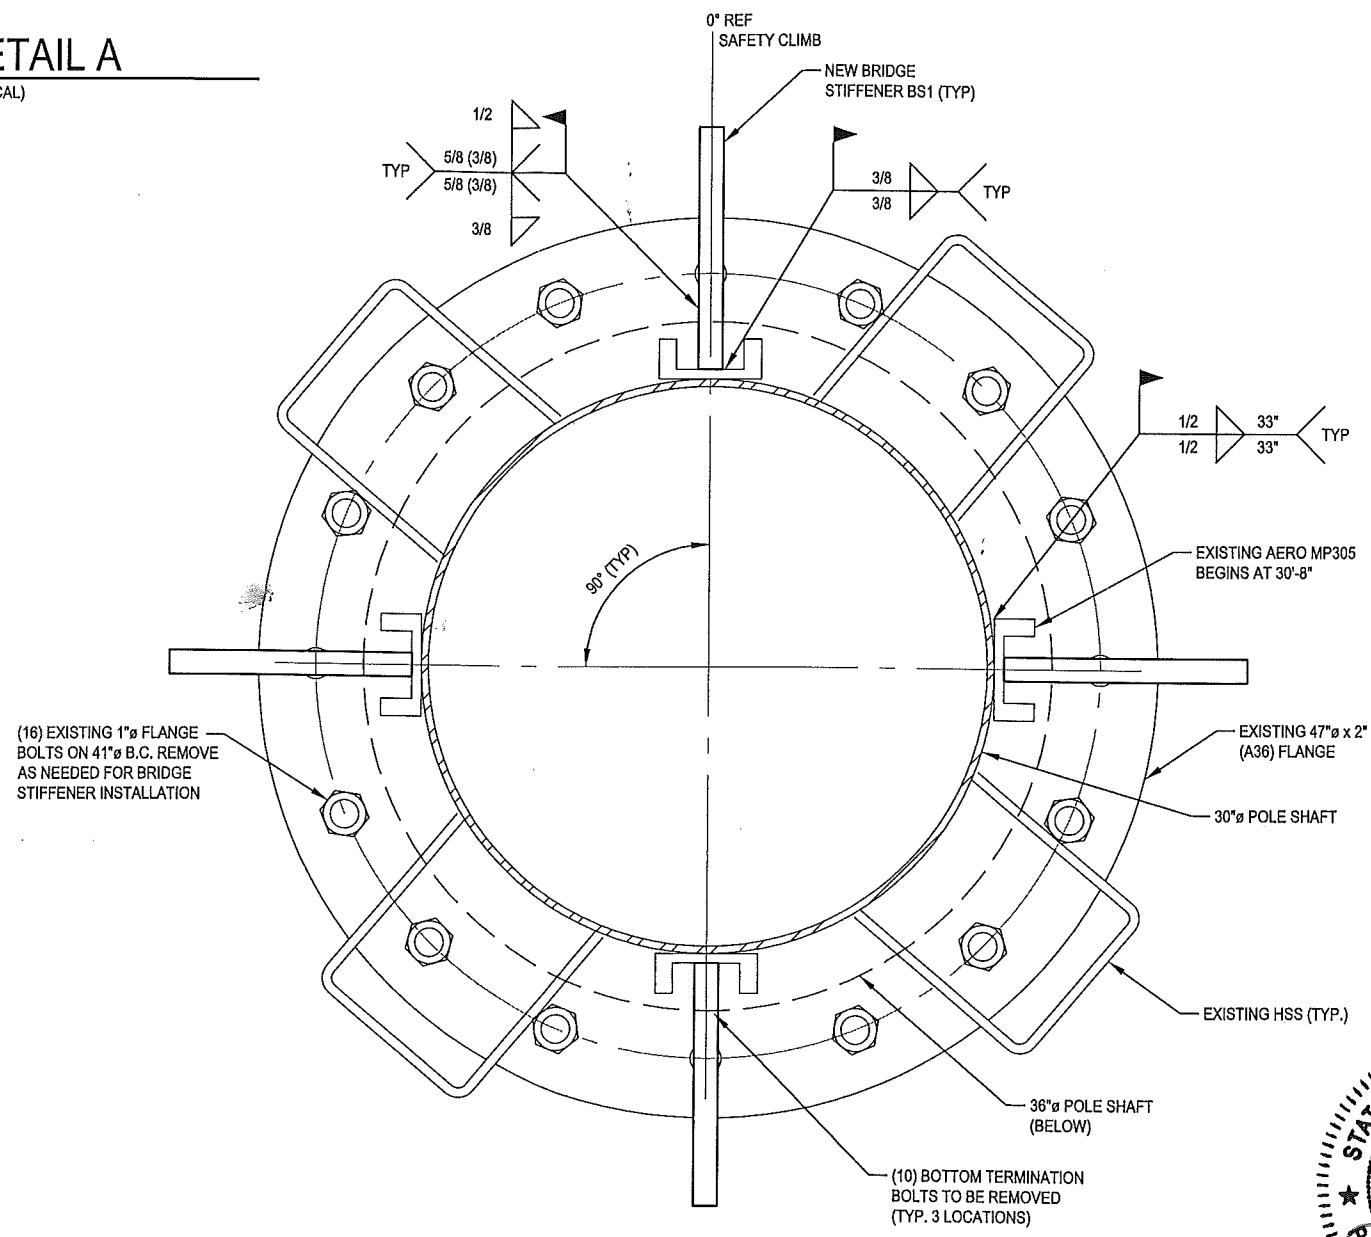 ETAIL A
CAL)
0° REF
SAFETY CLIMB
NEW BRIDGE
STIFFENER BS1 (TYP)
1/2
TYP
5/8 (3/8)
5/8 (3/8)
3/8
3/8
3/8
TYP
1/2
1/2
33"
33"
TYP
90° (TYP)
EXISTING AERO MP305
BEGINS AT 30'-8"
(16) EXISTING 1"ø FLANGE
BOLTS ON 41"ø B.C. REMOVE
AS NEEDED FOR BRIDGE
STIFFENER INSTALLATION
EXISTING 47"ø x 2"
(A36) FLANGE
30"ø POLE SHAFT
EXISTING HSS (TYP.)
36"ø POLE SHAFT
(BELOW)
(10) BOTTOM TERMINATION
BOLTS TO BE REMOVED
(TYP. 3 LOCATIONS)
STAT